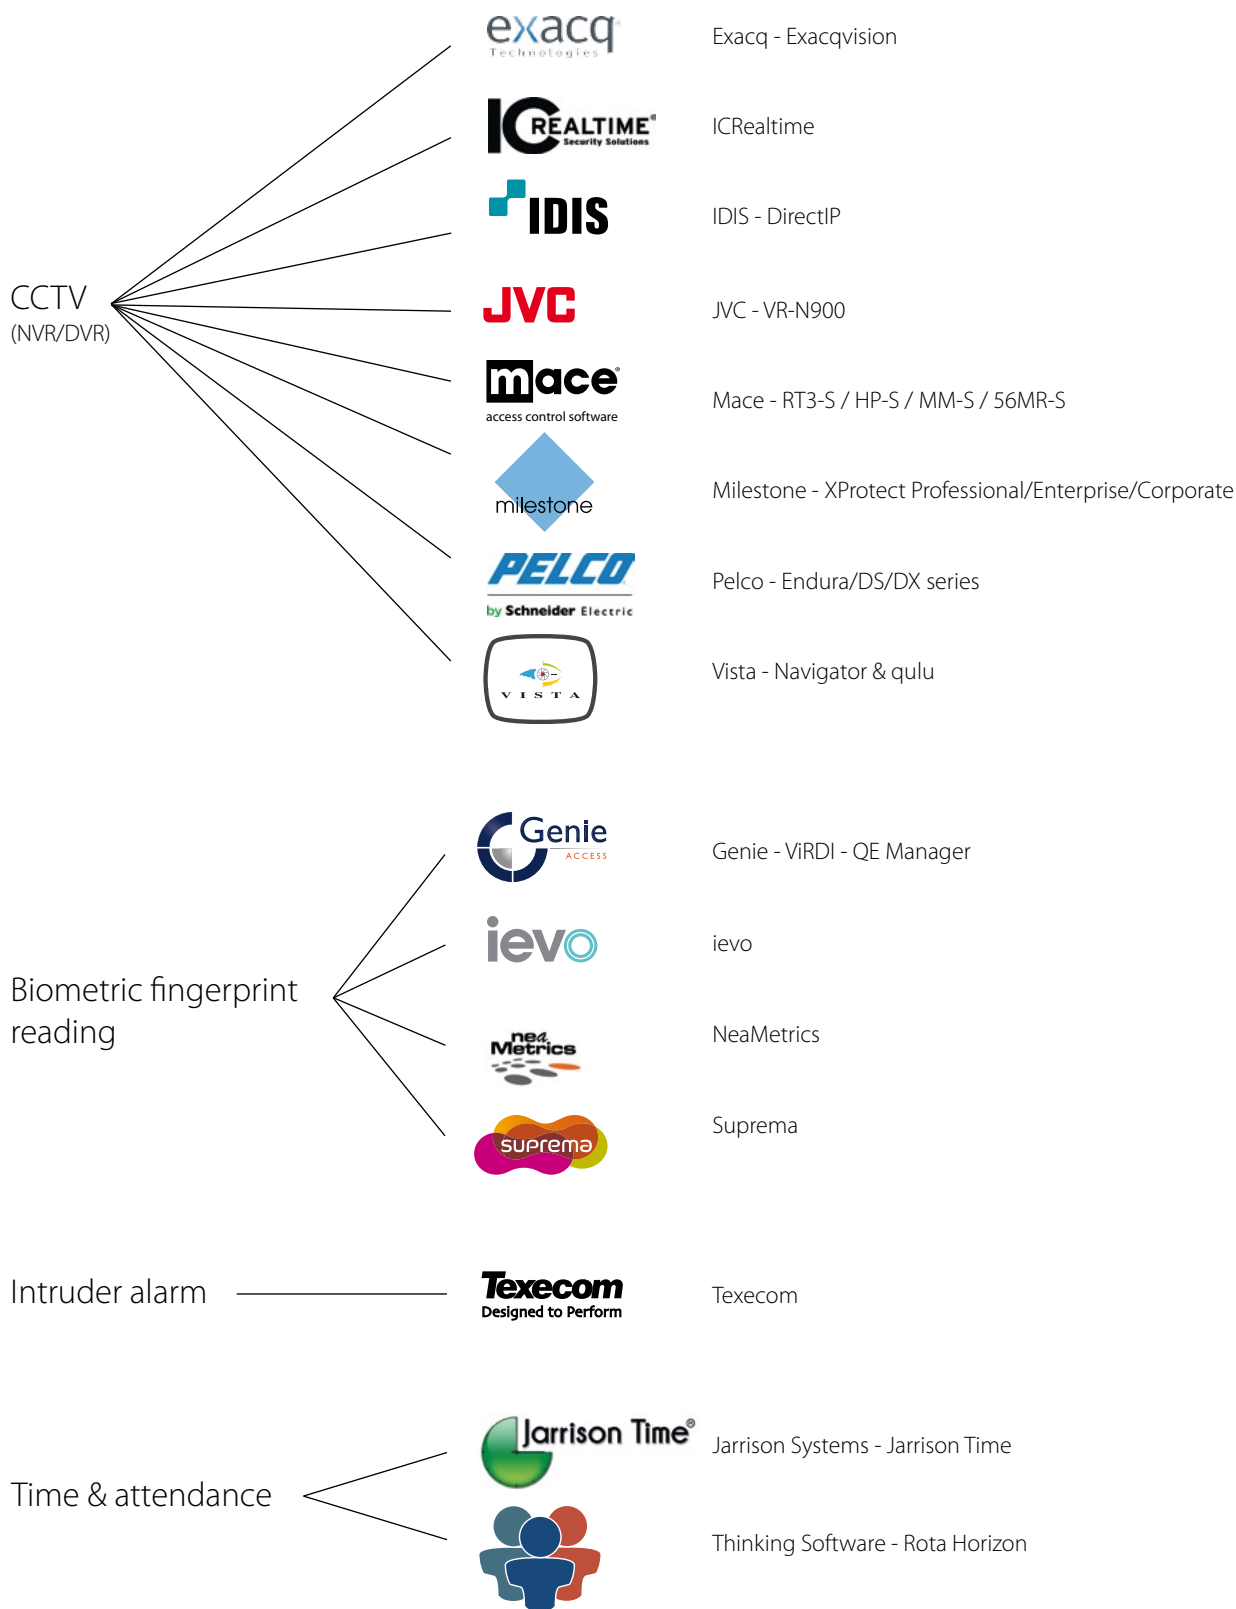 exacq
Technologies
Exacq - Exacqvision
IC REALTIME®
Security Solutions
ICRealtime
IDIS
IDIS - DirectIP
CCTV
(NVR/DVR)
JVC
JVC - VR-N900
mace®
access control software
Mace - RT3-S / HP-S / MM-S / 56MR-S
milestone
Milestone - XProtect Professional/Enterprise/Corporate
PELCO
by Schneider Electric
Pelco - Endura/DS/DX series
VISTA
Vista - Navigator & qulu
Genie
ACCESS
Genie - ViRDI - QE Manager
ievo
ievo
Biometric fingerprint
reading
nea
Metrics
NeaMetrics
suprema
Suprema
Intruder alarm
Texecom
Designed to Perform
Texecom
Time & attendance
Jarrison Time®
Jarrison Systems - Jarrison Time
Thinking Software - Rota Horizon